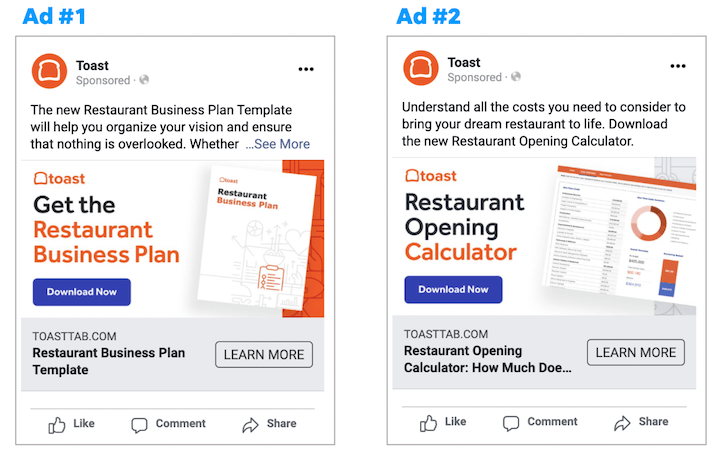 Ad #1
Toast
Sponsored ·
The new Restaurant Business Plan Template
will help you organize your vision and ensure
that nothing is overlooked. Whether ...See More
toast
Get the
Restaurant
Business Plan
Download Now
toast
Restaurant
Business Plan
TOASTTAB.COM
Restaurant Business Plan
Template
LEARN MORE
Like
Comment
Share
Ad #2
Toast
Sponsored ·
Understand all the costs you need to consider to
bring your dream restaurant to life. Download
the new Restaurant Opening Calculator.
toast
Restaurant
Opening
Calculator
Download Now
TOASTTAB.COM
Restaurant Opening
Calculator: How Much Doe...
LEARN MORE
Like
Comment
Share